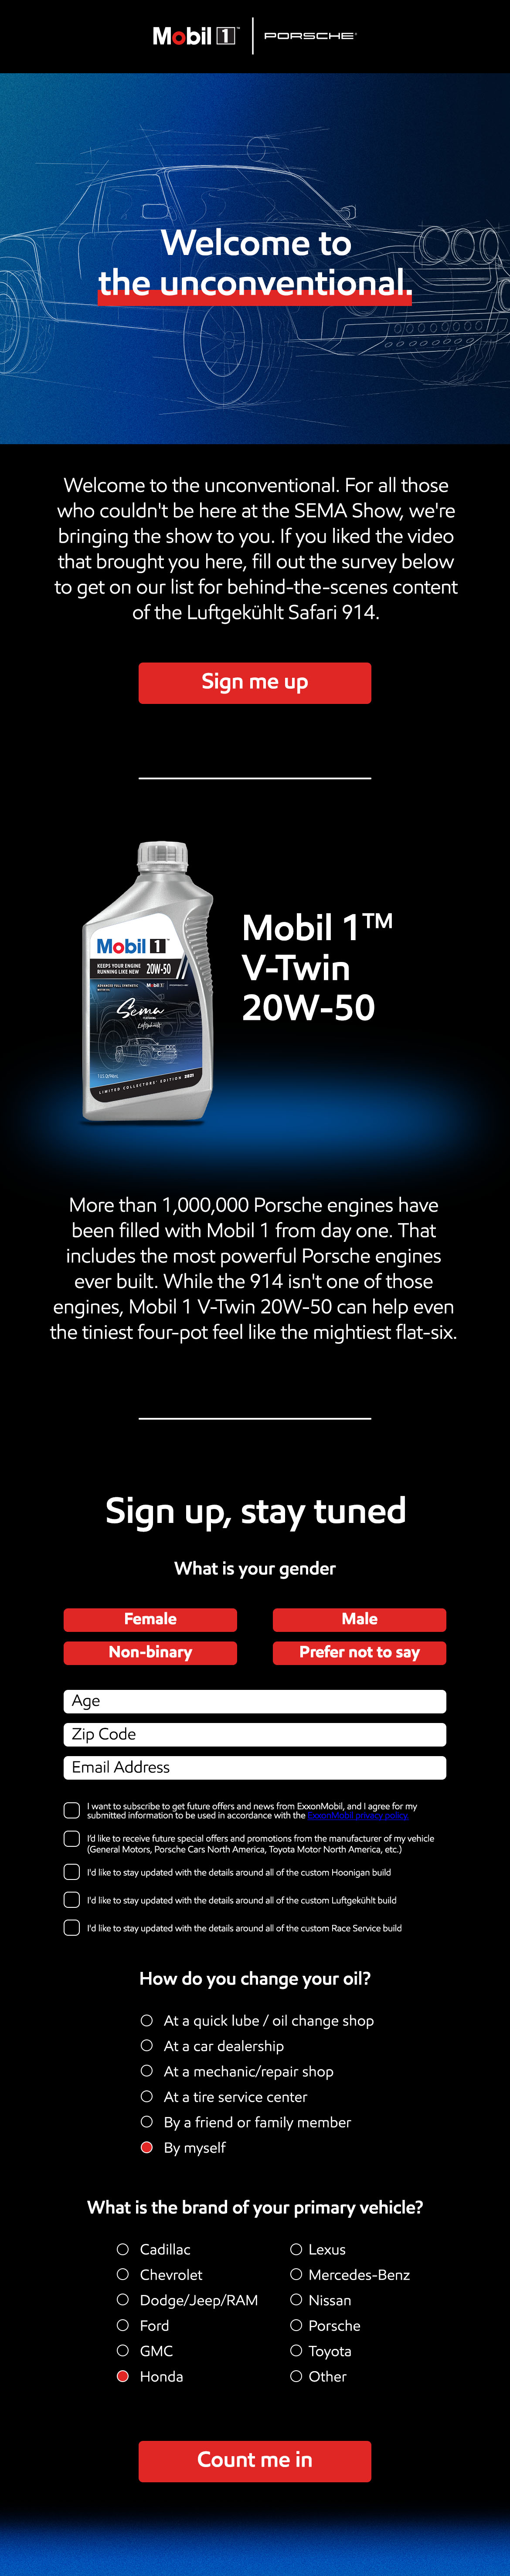 Mobil 1™ PORSCHE
Welcome to
the unconventional.
Welcome to the unconventional. For all those
who couldn't be here at the SEMA Show, we're
bringing the show to you. If you liked the video
that brought you here, fill out the survey below
to get on our list for behind-the-scenes content
of the Luftgekühlt Safari 914.
Sign me up
Mobil 1™
KEEPS YOUR ENGINE
RUNNING LIKE NEW
20W-50
ADVANCED FULL SYNTHETIC
Mobil 1
Sema
Luftgekühlt
LIMITED COLLECTORS' EDITION 2021
Mobil 1™
V-Twin
20W-50
More than 1,000,000 Porsche engines have
been filled with Mobil 1 from day one. That
includes the most powerful Porsche engines
ever built. While the 914 isn't one of those
engines, Mobil 1 V-Twin 20W-50 can help even
the tiniest four-pot feel like the mightiest flat-six.
Sign up, stay tuned
What is your gender
Female
Male
Non-binary
Prefer not to say
Age
Zip Code
Email Address
I want to subscribe to get future offers and news from ExxonMobil, and I agree for my
submitted information to be used in accordance with the ExxonMobil privacy policy.
I'd like to receive future special offers and promotions from the manufacturer of my vehicle
(General Motors, Porsche Cars North America, Toyota Motor North America, etc.)
I'd like to stay updated with the details around all of the custom Hoonigan build
I'd like to stay updated with the details around all of the custom Luftgekühlt build
I'd like to stay updated with the details around all of the custom Race Service build
How do you change your oil?
At a quick lube / oil change shop
At a car dealership
At a mechanic/repair shop
At a tire service center
By a friend or family member
By myself
What is the brand of your primary vehicle?
Cadillac
Chevrolet
Dodge/Jeep/RAM
Ford
GMC
Honda
Lexus
Mercedes-Benz
Nissan
Porsche
Toyota
Other
Count me in